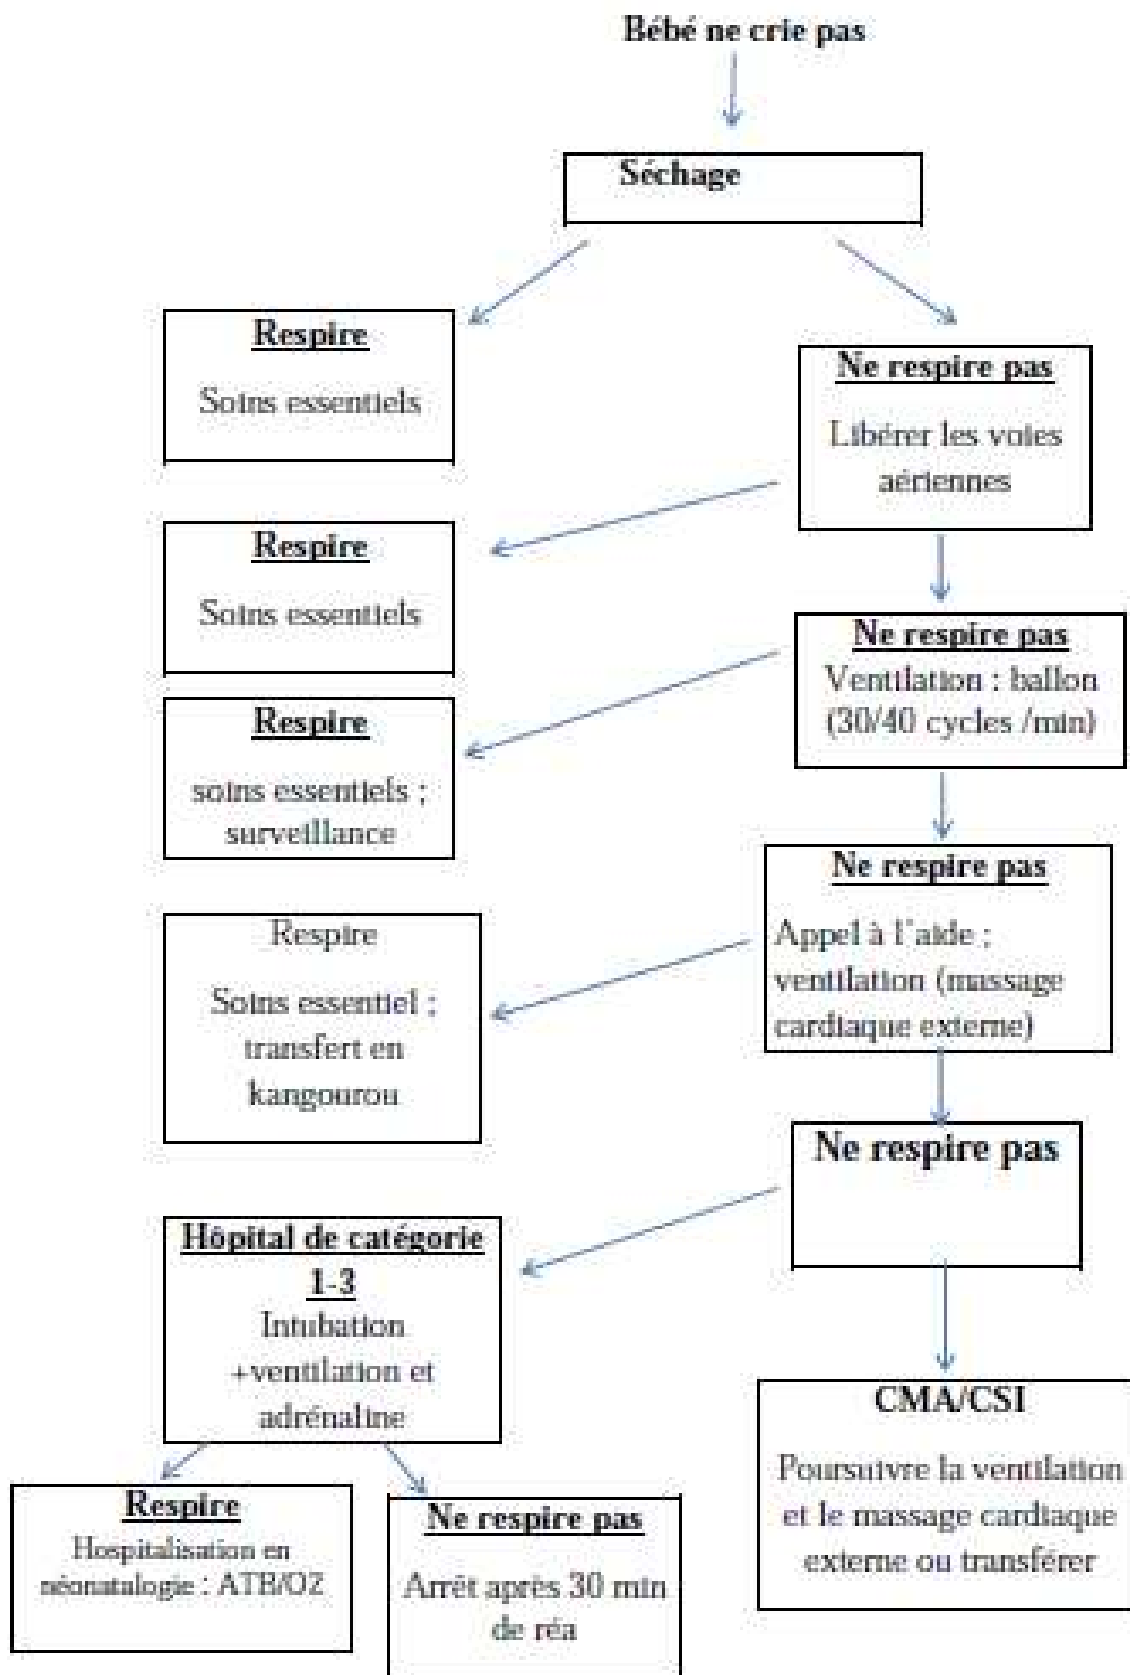 Bébé ne crie pas
Séchage
Respire
Soins essentiels
Ne respire pas
Libérer les voies
aériennes
Respire
Soins essentiels
Ne respire pas
Ventilation : ballon
(30/40 cycles /min)
Respire
soins essentiels ;
surveillance
Ne respire pas
Appel à l'aide ;
ventilation (massage
cardiaque externe)
Respire
Soins essentiel ;
transfert en
kangourou
Ne respire pas
Hôpital de catégorie
1-3
Intubation
+ventilation et
adrénaline
CMA/CSI
Poursuivre la ventilation
et le massage cardiaque
externe ou transférer
Respire
Hospitalisation en
néonatalogie : ATB/O2
Ne respire pas
Arrêt après 30 min
de réa